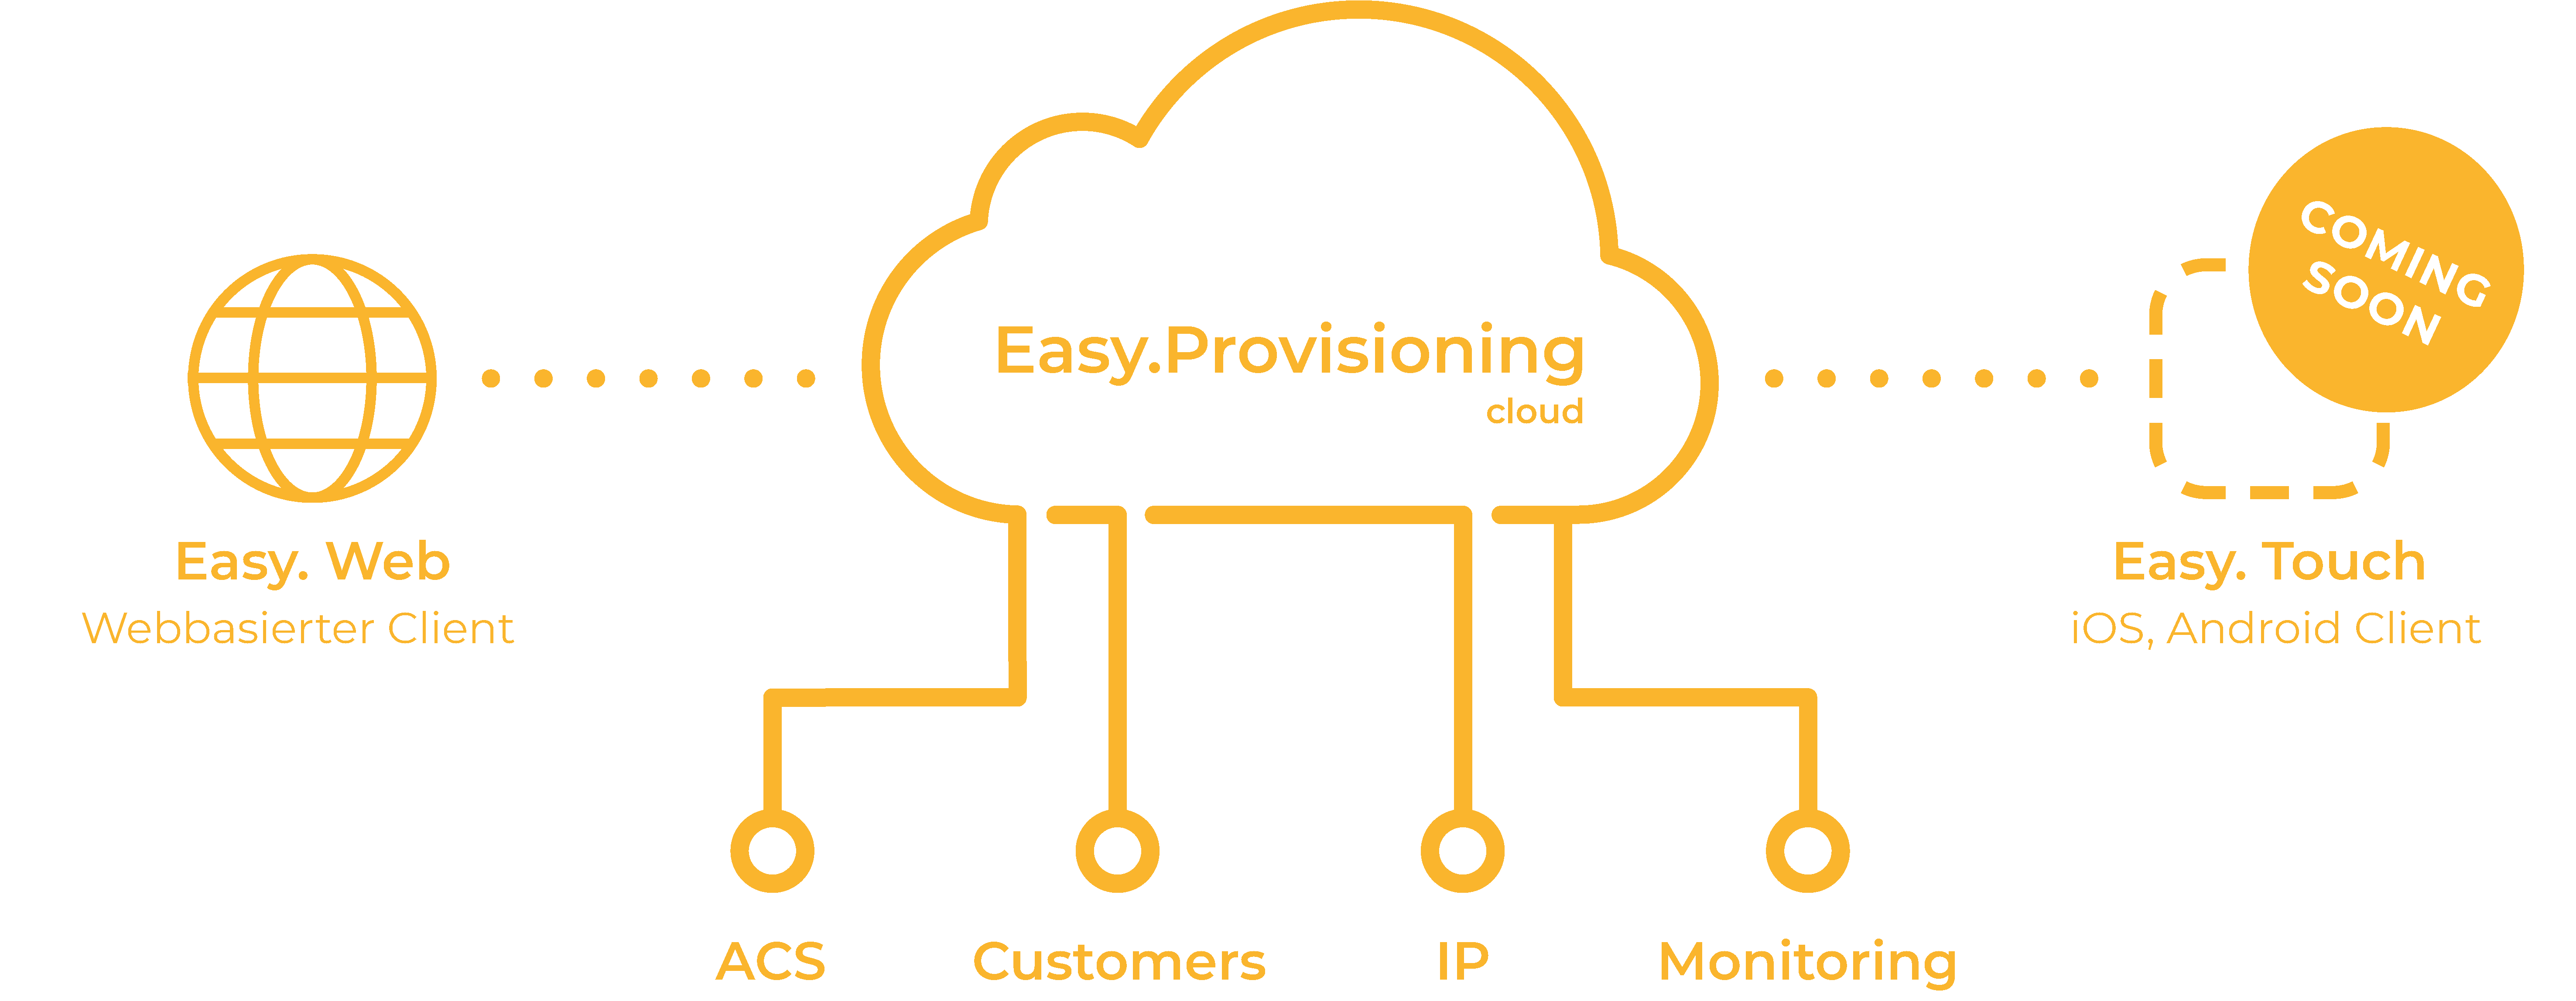 Easy.Provisioning
cloud
COMING
SOON
Easy. Web
Webbasierter Client
Easy. Touch
iOS, Android Client
ACS
Customers
IP
Monitoring